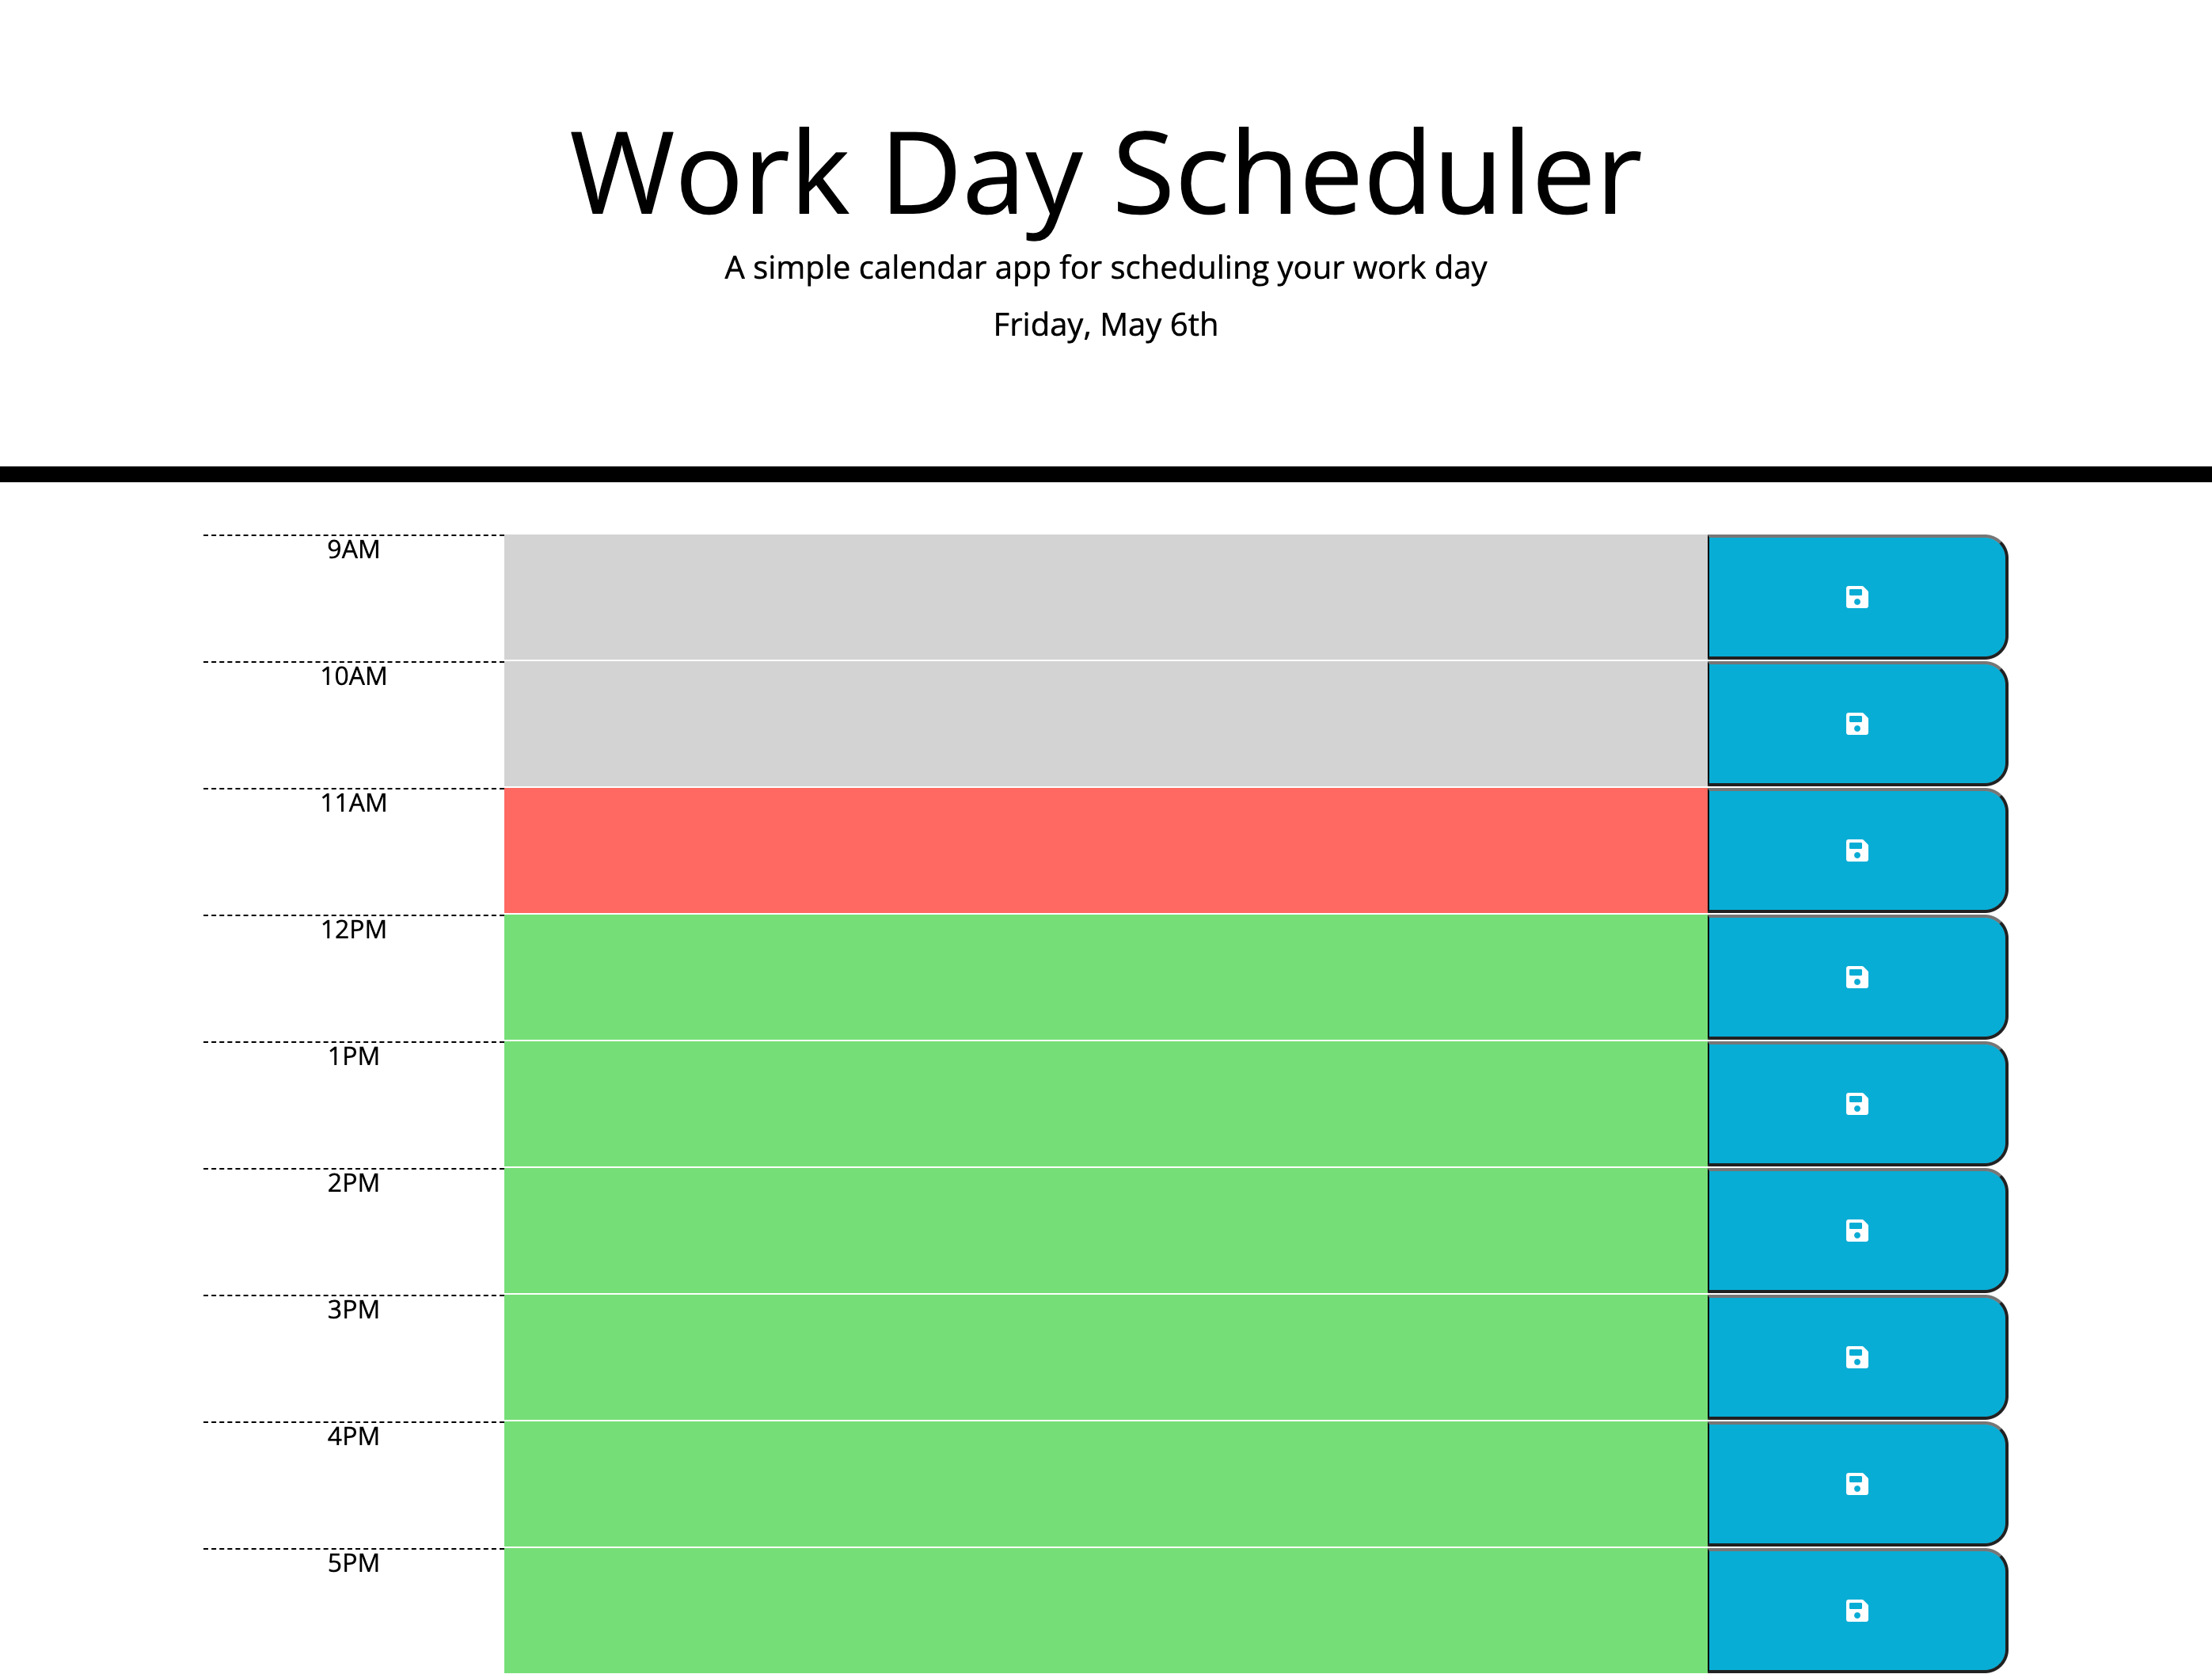 Work Day Scheduler
A simple calendar app for scheduling your work day
Friday, May 6th
9AM
10AM
11AM
12PM
1PM
2PM
3PM
4PM
5PM